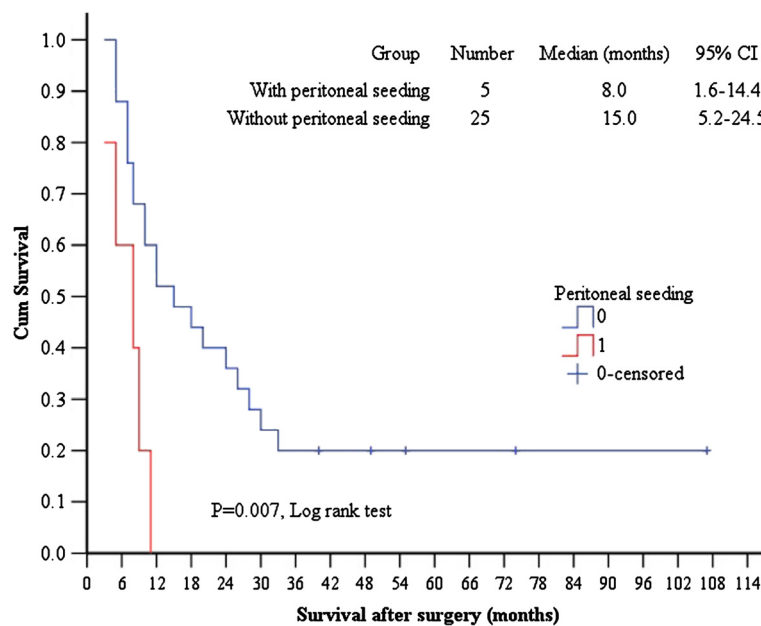 Group Number Median (months) 95% CI
With peritoneal seeding 5 8.0 1.6-14.4
Without peritoneal seeding 25 15.0 5.2-24.5
Cum Survival
1.0
0.9
0.8
0.7
0.6
0.5
0.4
0.3
0.2
0.1
0.0
Peritoneal seeding
0
1
0-censored
P=0.007, Log rank test
0 6 12 18 24 30 36 42 48 54 60 66 72 78 84 90 96 102 108 114
Survival after surgery (months)